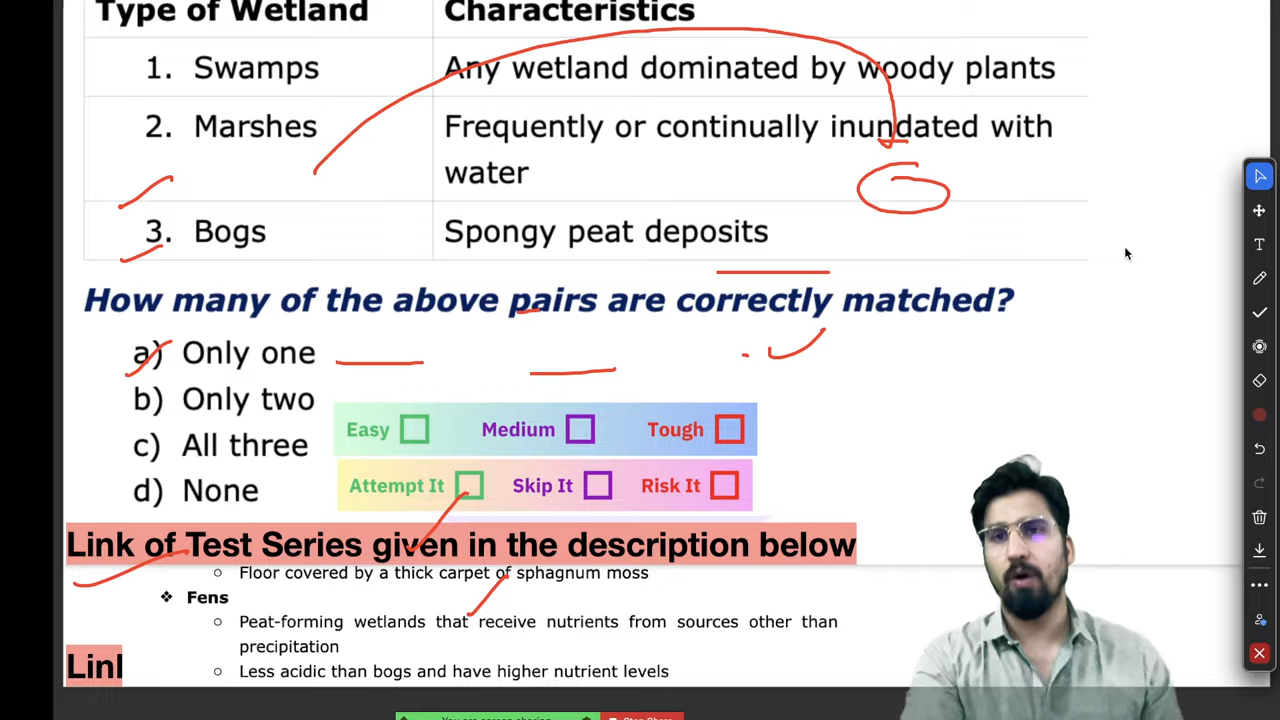 Type of Wetland Characteristics
1. Swamps Any wetland dominated by woody plants
2. Marshes Frequently or continually inundated with
water
3. Bogs Spongy peat deposits
How many of the above pairs are correctly matched?
a) Only one
b) Only two
c) All three
d) None
Easy Medium Tough
Attempt It Skip It Risk It
Link of Test Series given in the description below
Floor covered by a thick carpet of sphagnum moss
Fens
Peat-forming wetlands that receive nutrients from sources other than
precipitation
Less acidic than bogs and have higher nutrient levels
Linl